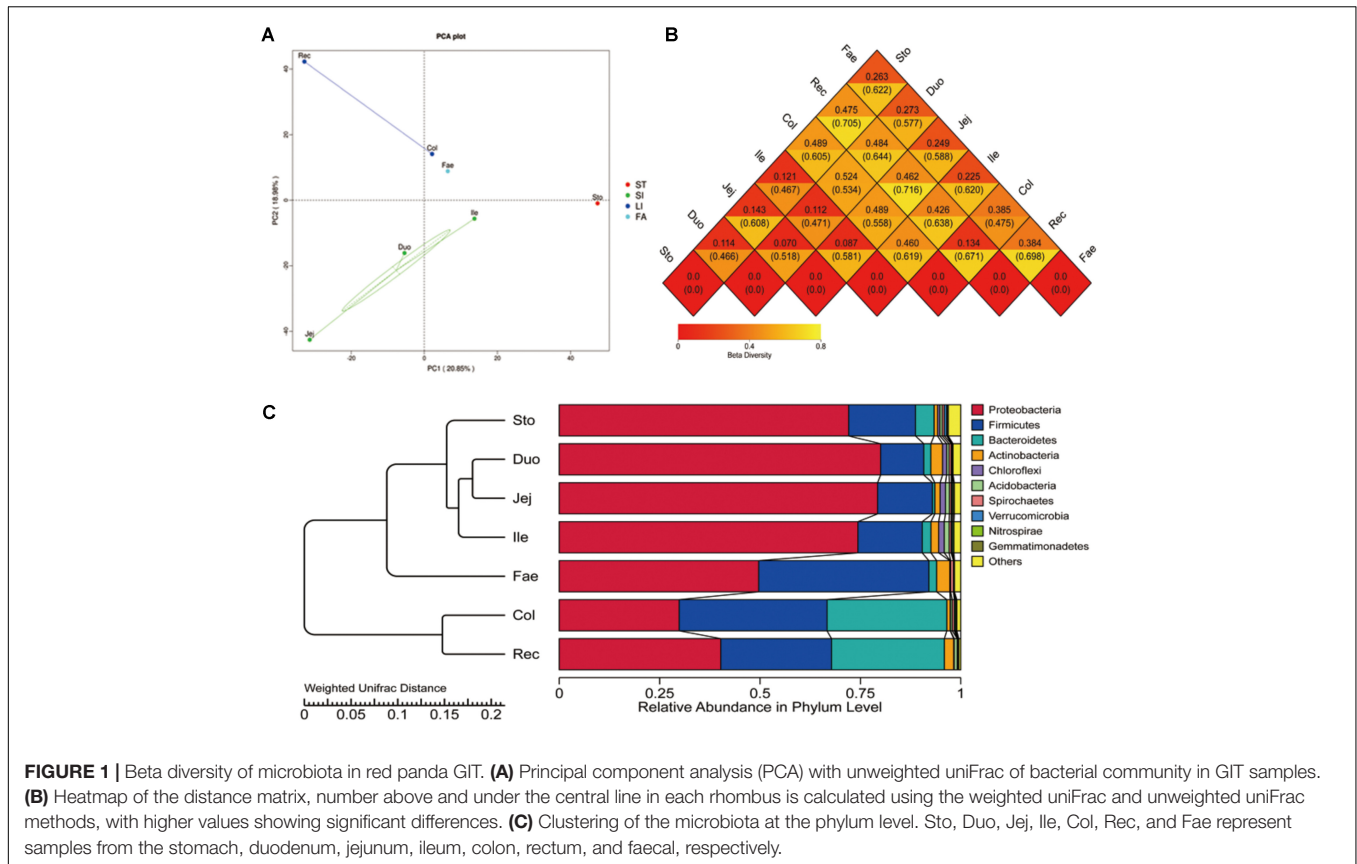 A
PCA plot
Rec
Col
Fae
Sto
Ile
Duo
Jej
40
20
0
-20
-40
PC2 ( 18.98% )
-20
0
20
40
PC1 ( 20.85% )
ST
SI
LI
FA
B
Fae
Sto
Rec
Duo
Col
Jej
Ile
Ile
Jej
Col
Duo
Rec
Sto
Fae
0.263
(0.622)
0.475 0.273
(0.705) (0.577)
0.489 0.484 0.249
(0.605) (0.644) (0.588)
0.121 0.524 0.462 0.225
(0.467) (0.534) (0.716) (0.620)
0.143 0.112 0.489 0.426 0.385
(0.608) (0.471) (0.558) (0.638) (0.475)
0.114 0.070 0.087 0.460 0.134 0.384
(0.466) (0.518) (0.581) (0.619) (0.671) (0.698)
0.0 0.0 0.0 0.0 0.0 0.0 0.0
(0.0) (0.0) (0.0) (0.0) (0.0) (0.0) (0.0)
0 0.4 0.8
Beta Diversity
C
Sto
Duo
Jej
Ile
Fae
Col
Rec
Proteobacteria
Firmicutes
Bacteroidetes
Actinobacteria
Chloroflexi
Acidobacteria
Spirochaetes
Verrucomicrobia
Nitrospirae
Gemmatimonadetes
Others
Weighted Unifrac Distance
0 0.05 0.1 0.15 0.2
0 0.25 0.5 0.75 1
Relative Abundance in Phylum Level
FIGURE 1 | Beta diversity of microbiota in red panda GIT. (A) Principal component analysis (PCA) with unweighted uniFrac of bacterial community in GIT samples.
(B) Heatmap of the distance matrix, number above and under the central line in each rhombus is calculated using the weighted uniFrac and unweighted uniFrac
methods, with higher values showing significant differences. (C) Clustering of the microbiota at the phylum level. Sto, Duo, Jej, Ile, Col, Rec, and Fae represent
samples from the stomach, duodenum, jejunum, ileum, colon, rectum, and faecal, respectively.